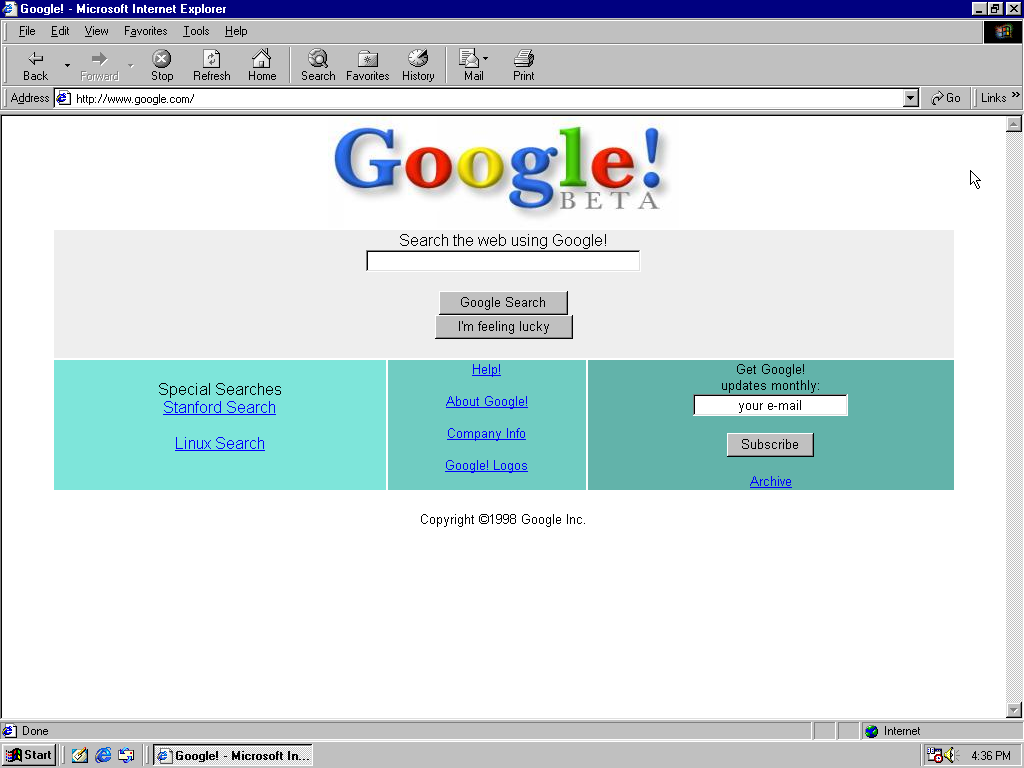 Google! - Microsoft Internet Explorer
File Edit View Favorites Tools Help
Back Forward Stop Refresh Home Search Favorites History Mail Print
Address http://www.google.com/ Go Links »
Google!
BETA
Search the web using Google!
Google Search
I'm feeling lucky
Special Searches
Stanford Search
Linux Search
Help!
About Google!
Company Info
Google! Logos
Get Google!
updates monthly:
your e-mail
Subscribe
Archive
Copyright ©1998 Google Inc.
Done Internet
Start Google! - Microsoft In... 4:36 PM